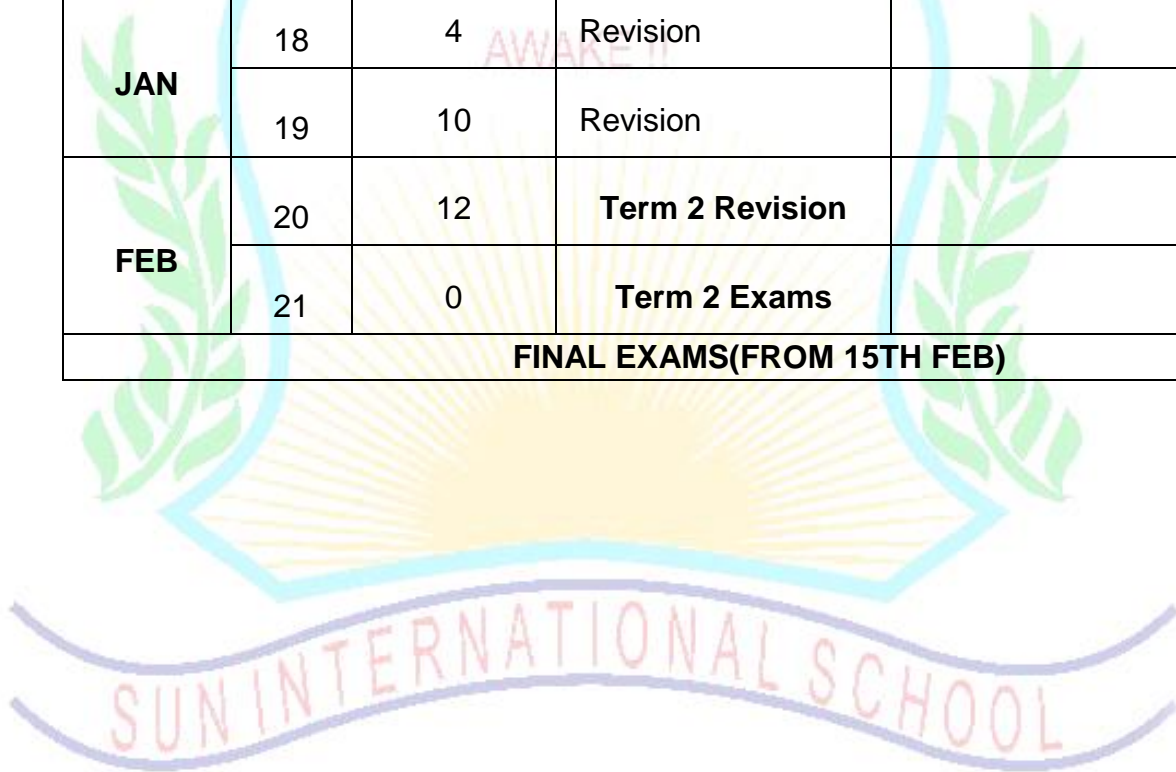 AWAKE !!
JAN 18 4 Revision
19 10 Revision
FEB 20 12 Term 2 Revision
21 0 Term 2 Exams
FINAL EXAMS(FROM 15TH FEB)
SUN INTERNATIONAL SCHOOL